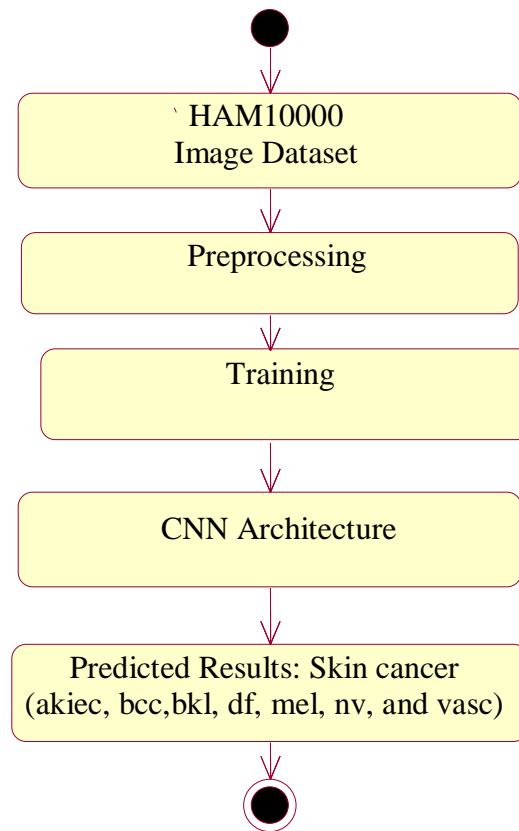 HAM10000
Image Dataset
Preprocessing
Training
CNN Architecture
Predicted Results: Skin cancer
(akiec, bcc,bkl, df, mel, nv, and vasc)